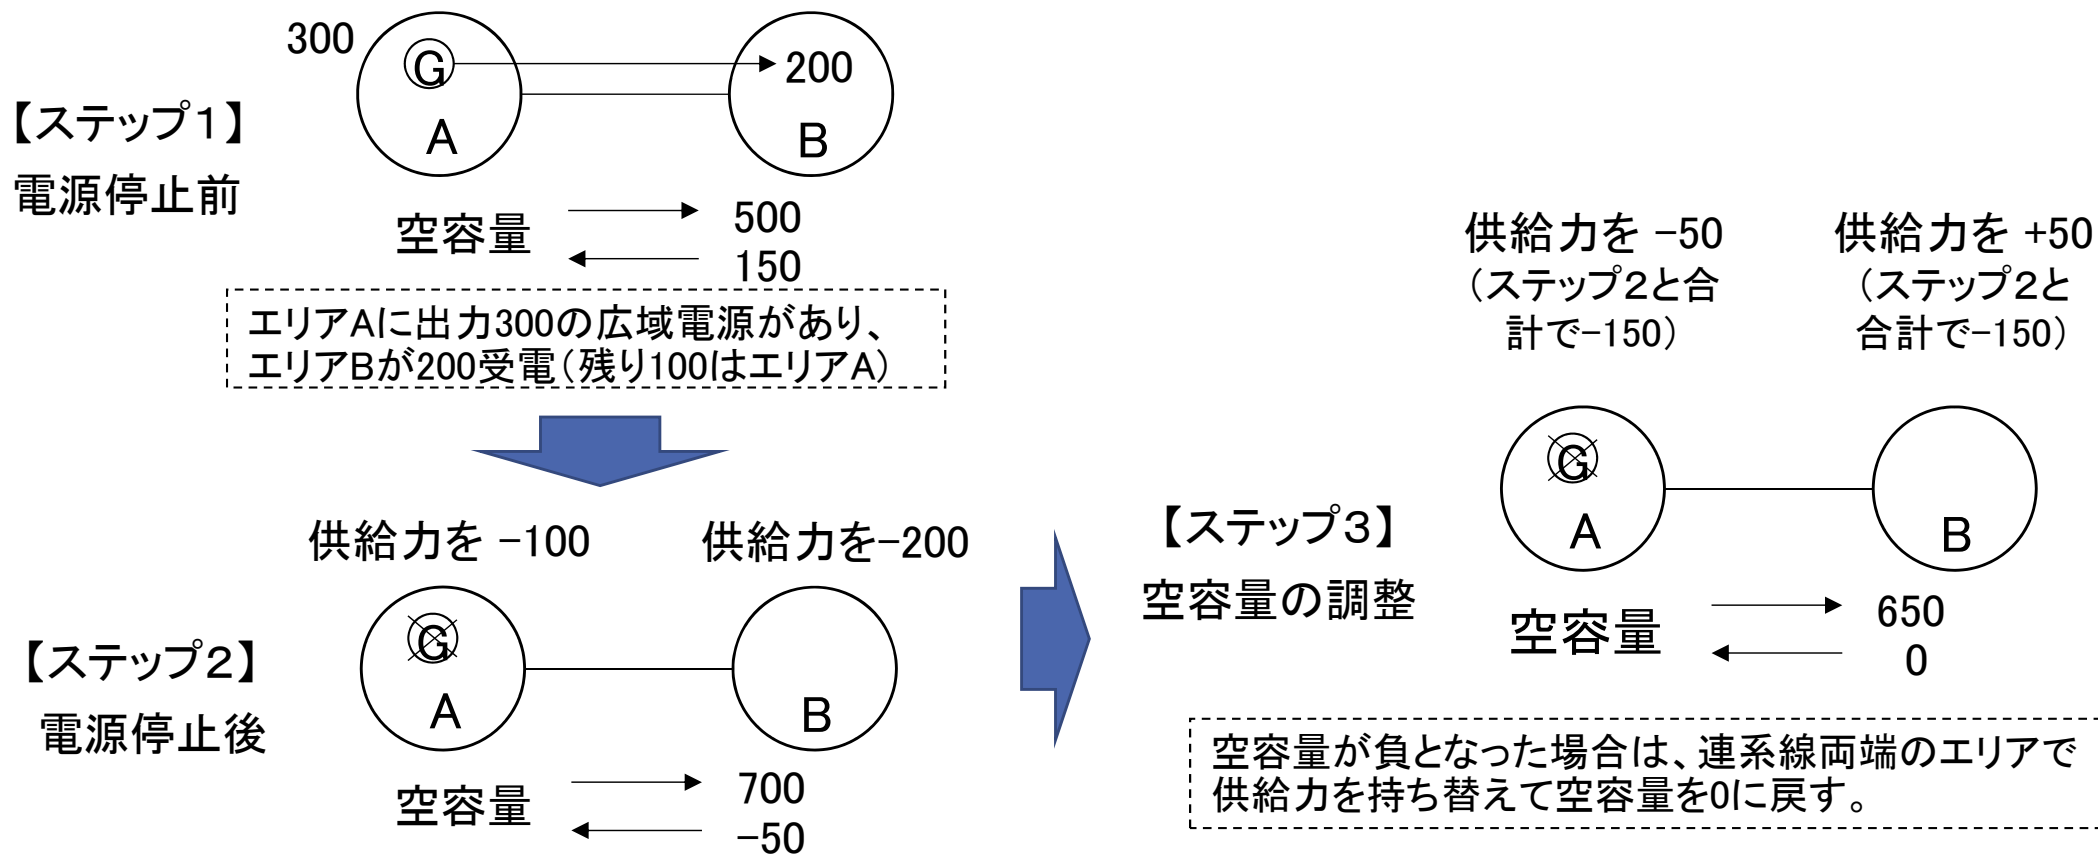 300
G
200
A
B
【ステップ1】
電源停止前
空容量
500
150
エリアAに出力300の広域電源があり、
エリアBが200受電(残り100はエリアA)
供給力を -100
供給力を-200
【ステップ2】
電源停止後
G
A
B
空容量
700
-50
供給力を -50
(ステップ2と合
計で-150)
供給力を +50
(ステップ2と
合計で-150)
【ステップ3】
空容量の調整
G
A
B
空容量
650
0
空容量が負となった場合は、連系線両端のエリアで
供給力を持ち替えて空容量を0に戻す。